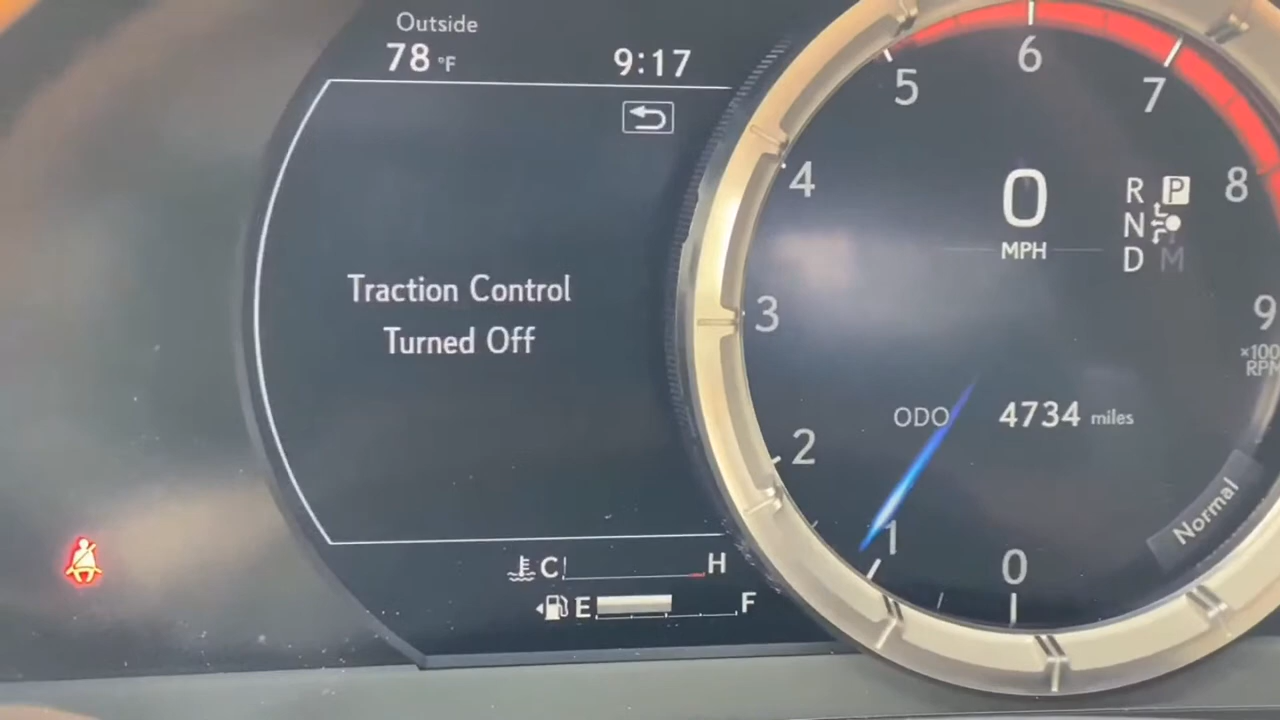 Outside
78 °F
9:17
Traction Control
Turned Off
C H
E F
0
1
2
3
4
5
6
7
8
9
×100
RPM
0
MPH
R P
N
D M
ODO 4734 miles
Normal